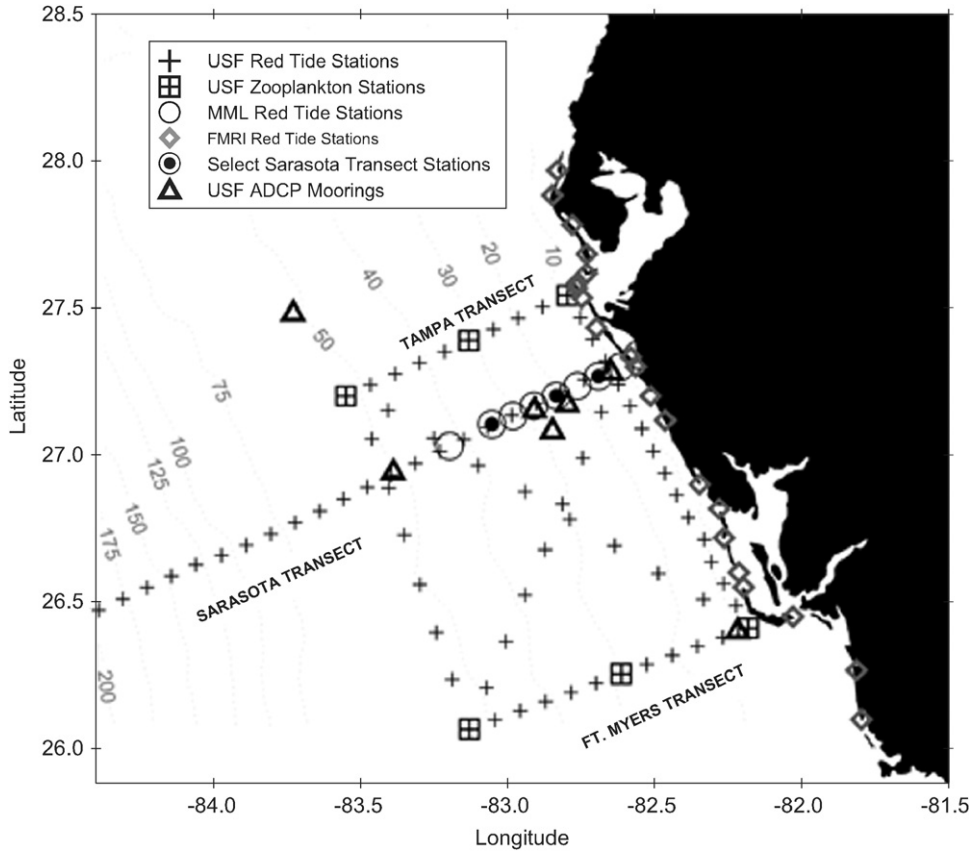 28.5
28.0
27.5
27.0
26.5
26.0
Latitude
USF Red Tide Stations
USF Zooplankton Stations
MML Red Tide Stations
FMRI Red Tide Stations
Select Sarasota Transect Stations
USF ADCP Moorings
10
20
30
40
50
75
100
125
150
175
200
TAMPA TRANSECT
SARASOTA TRANSECT
FT. MYERS TRANSECT
-84.0 -83.5 -83.0 -82.5 -82.0 -81.5
Longitude